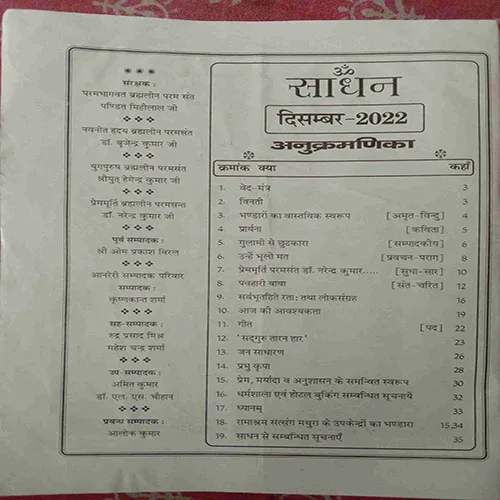 संरक्षक :
परमभागवत ब्रह्मलीन परम संत
पण्डित मिहीलाल जी
नवनीत हृदय ब्रह्मलीन परमसंत
डॉ. बृजेन्द्र कुमार जी
युगपुरुष ब्रह्मलीन परमसंत
श्रीयुत् हेमेन्द्र कुमार जी
प्रेममूर्ति ब्रह्मलीन परमसन्त
डॉ. नरेन्द्र कुमार जी
पूर्व सम्पादक :
श्री ओम प्रकाश विरल
आनरेरी सम्पादक परिवार
सम्पादक :
कृष्णकान्त शर्मा
सह-सम्पादक :
रुद्र प्रसाद मिश्र
महेश चन्द्र शर्मा
उप-सम्पादक :
अमित कुमार
डॉ. एल. एस. चौहान
प्रबन्ध सम्पादक :
आलोक कुमार
ॐ
साधन
दिसम्बर-2022
अनुक्रमणिका
क्रमांक क्या कहाँ
1. वेद-मंत्र 3
2. विनती 3
3. भण्डारों का वास्तविक स्वरूप [अमृत-विन्दु] 4
4. प्रार्थना [कविता] 5
5. गुलामी से छुटकारा [सम्पादकीय] 6
6. उन्हें भूलो मत [प्रवचन-पराग] 8
7. प्रेममूर्ति परमसंत डॉ. नरेन्द्र कुमार..... [सुधा-सार] 10
8. पवहारी बाबा [संत-चरित] 12
9. सर्वभूतहिते रता: तथा लोकसंग्रह 16
10. आज की आवश्यकता 19
11. गीत [पद] 22
12. 'सद्गुरु तारन हार' 23
13. जन साधारण 26
14. प्रभु कृपा 28
15. प्रेम, मर्यादा व अनुशासन के समन्वित स्वरूप 30
16. धर्मशाला एवं होटल बुकिंग सम्बन्धित सूचनायें 32
17. ध्यानम् 33
18. रामाश्रम सत्संग मथुरा के उपकेन्द्रों का भण्डारा 15,34
19. साधन से सम्बन्धित सूचनाएँ 35